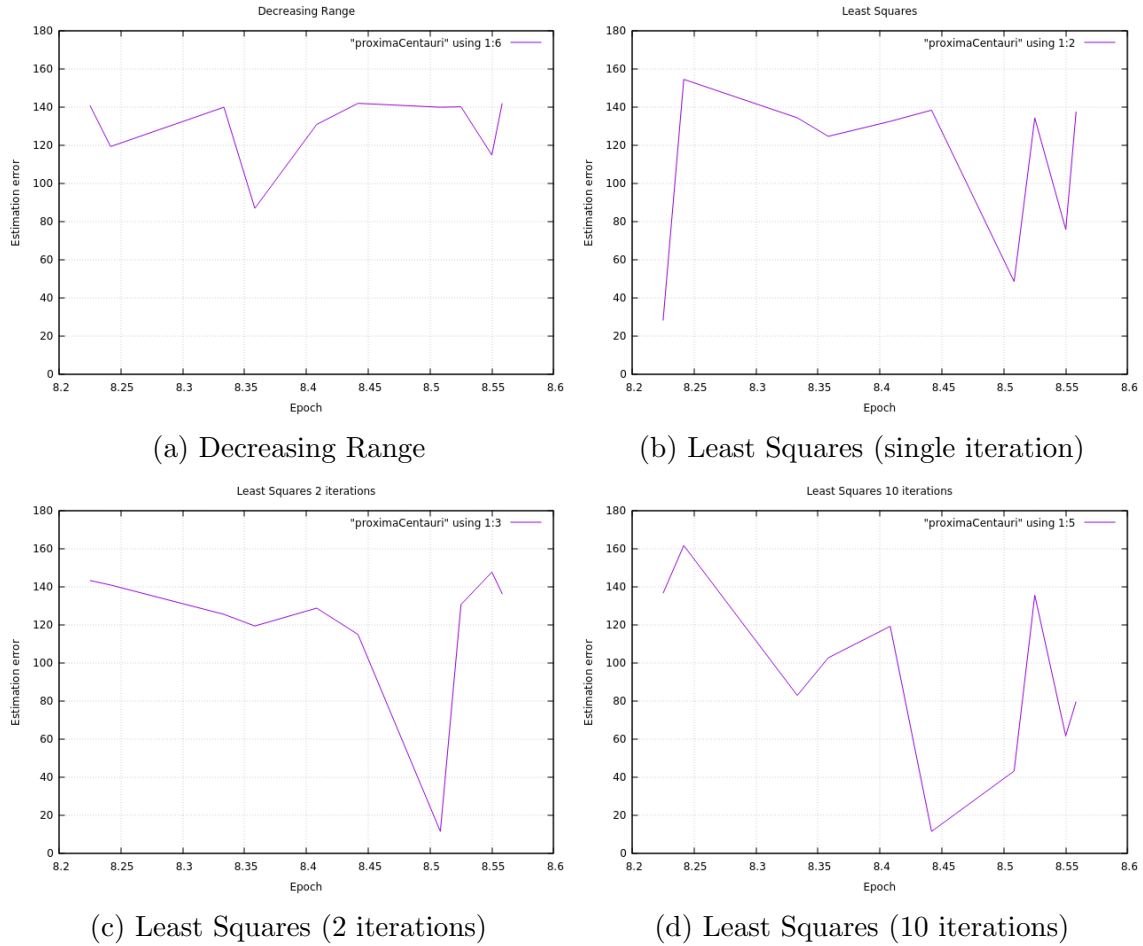 Decreasing Range
"proximaCentauri" using 1:6
180
160
140
120
100
80
60
40
20
0
Estimation error
8.2 8.25 8.3 8.35 8.4 8.45 8.5 8.55 8.6
Epoch
(a) Decreasing Range
Least Squares
"proximaCentauri" using 1:2
180
160
140
120
100
80
60
40
20
0
Estimation error
8.2 8.25 8.3 8.35 8.4 8.45 8.5 8.55 8.6
Epoch
(b) Least Squares (single iteration)
Least Squares 2 iterations
"proximaCentauri" using 1:3
180
160
140
120
100
80
60
40
20
0
Estimation error
8.2 8.25 8.3 8.35 8.4 8.45 8.5 8.55 8.6
Epoch
(c) Least Squares (2 iterations)
Least Squares 10 iterations
"proximaCentauri" using 1:5
180
160
140
120
100
80
60
40
20
0
Estimation error
8.2 8.25 8.3 8.35 8.4 8.45 8.5 8.55 8.6
Epoch
(d) Least Squares (10 iterations)